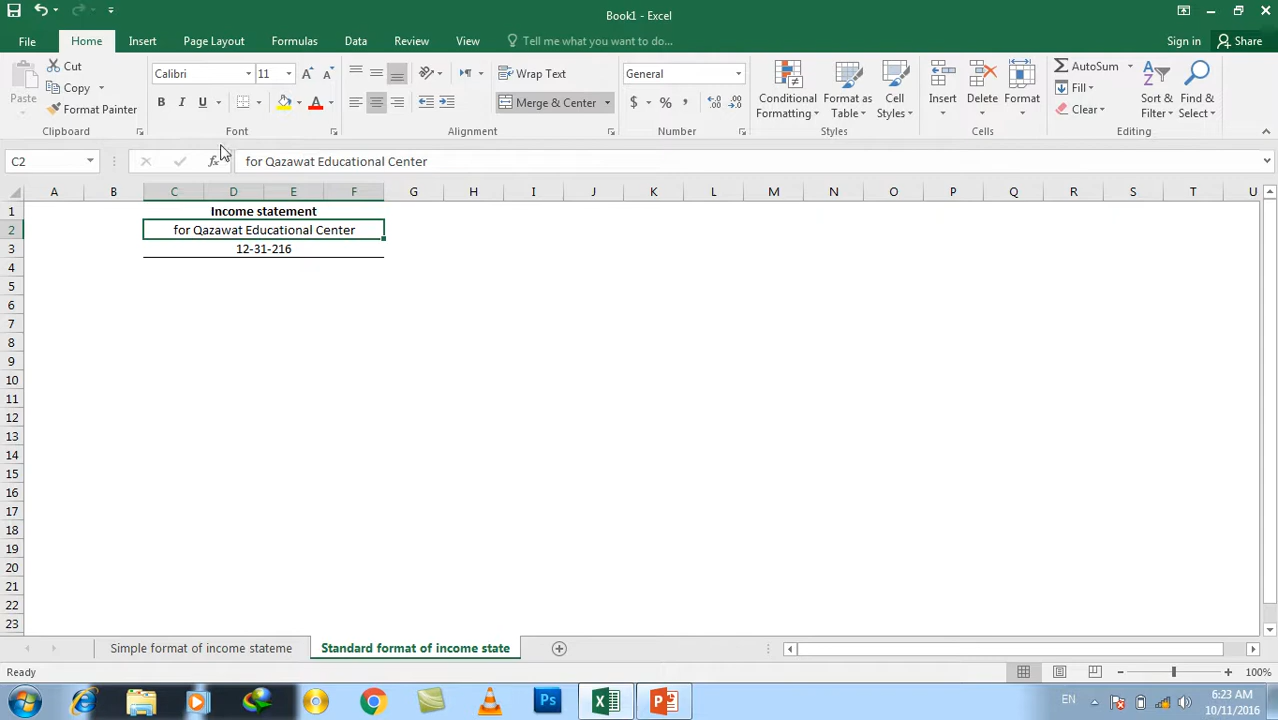 Book1 - Excel
File Home Insert Page Layout Formulas Data Review View Tell me what you want to do... Sign in Share
Cut
Copy
Format Painter
Paste
Clipboard
Calibri 11
B I U A
Font
Wrap Text
Merge & Center
Alignment
General
$ % ,
Number
Conditional Formatting
Format as Table
Cell Styles
Styles
Insert Delete Format
Cells
AutoSum
Fill
Clear
Sort & Filter
Find & Select
Editing
C2 fx for Qazawat Educational Center
A B C D E F G H I J K L M N O P Q R S T U
1 Income statement
2 for Qazawat Educational Center
3 12-31-216
4
5
6
7
8
9
10
11
12
13
14
15
16
17
18
19
20
21
22
23
Simple format of income stateme Standard format of income state
Ready 100%
Ps EN 6:23 AM
10/11/2016